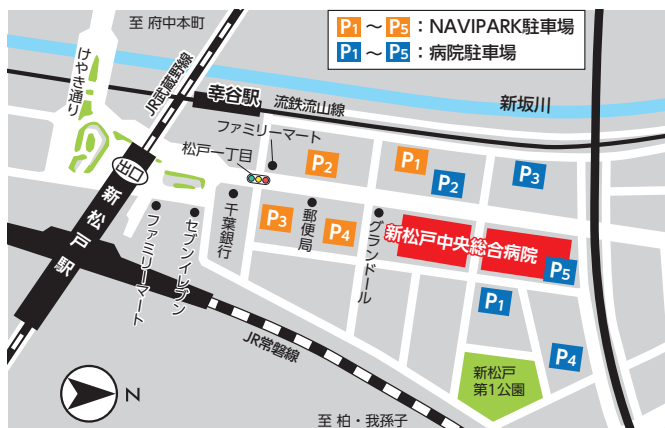 P1 ～ P5 : NAVIPARK駐車場
P1 ～ P5 : 病院駐車場
至 府中本町
けやき通り
JR武蔵野線
幸谷駅
流鉄流山線
新坂川
ファミリーマート
松戸一丁目
P2
P1
P2
P3
出口
新松戸駅
ファミリーマート
セブンイレブン
千葉銀行
P3
郵便局
P4
グランドール
新松戸中央総合病院
P5
P1
P4
JR常磐線
新松戸
第1公園
N
至 柏・我孫子